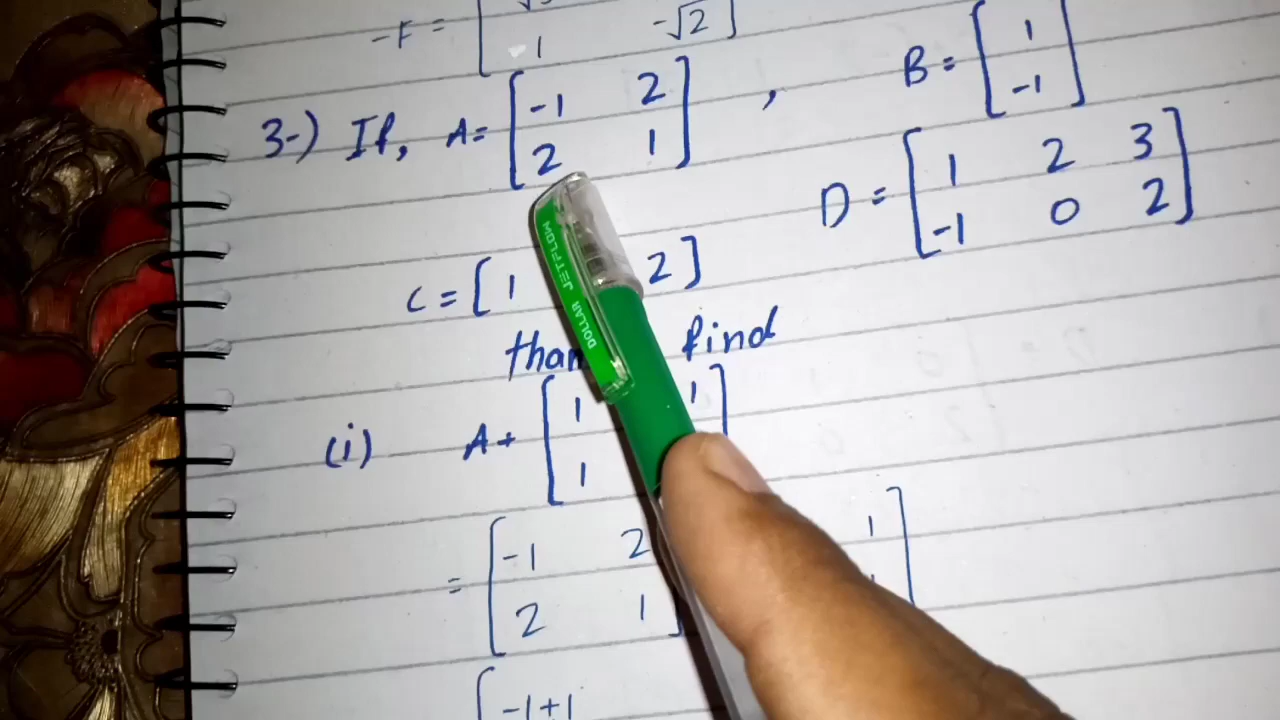 -F = [ 1 -√2 ]
3-) If, A = [ -1 2
2 1 ] , B = [ 1
-1 ]
C = [ 1 2 ] D = [ 1 2 3
-1 0 2 ]
than find
(i) A + [ 1 1
1 ]
= [ -1 2 1
2 1 ]
[ -1+1
DOLLAR JETFLOW